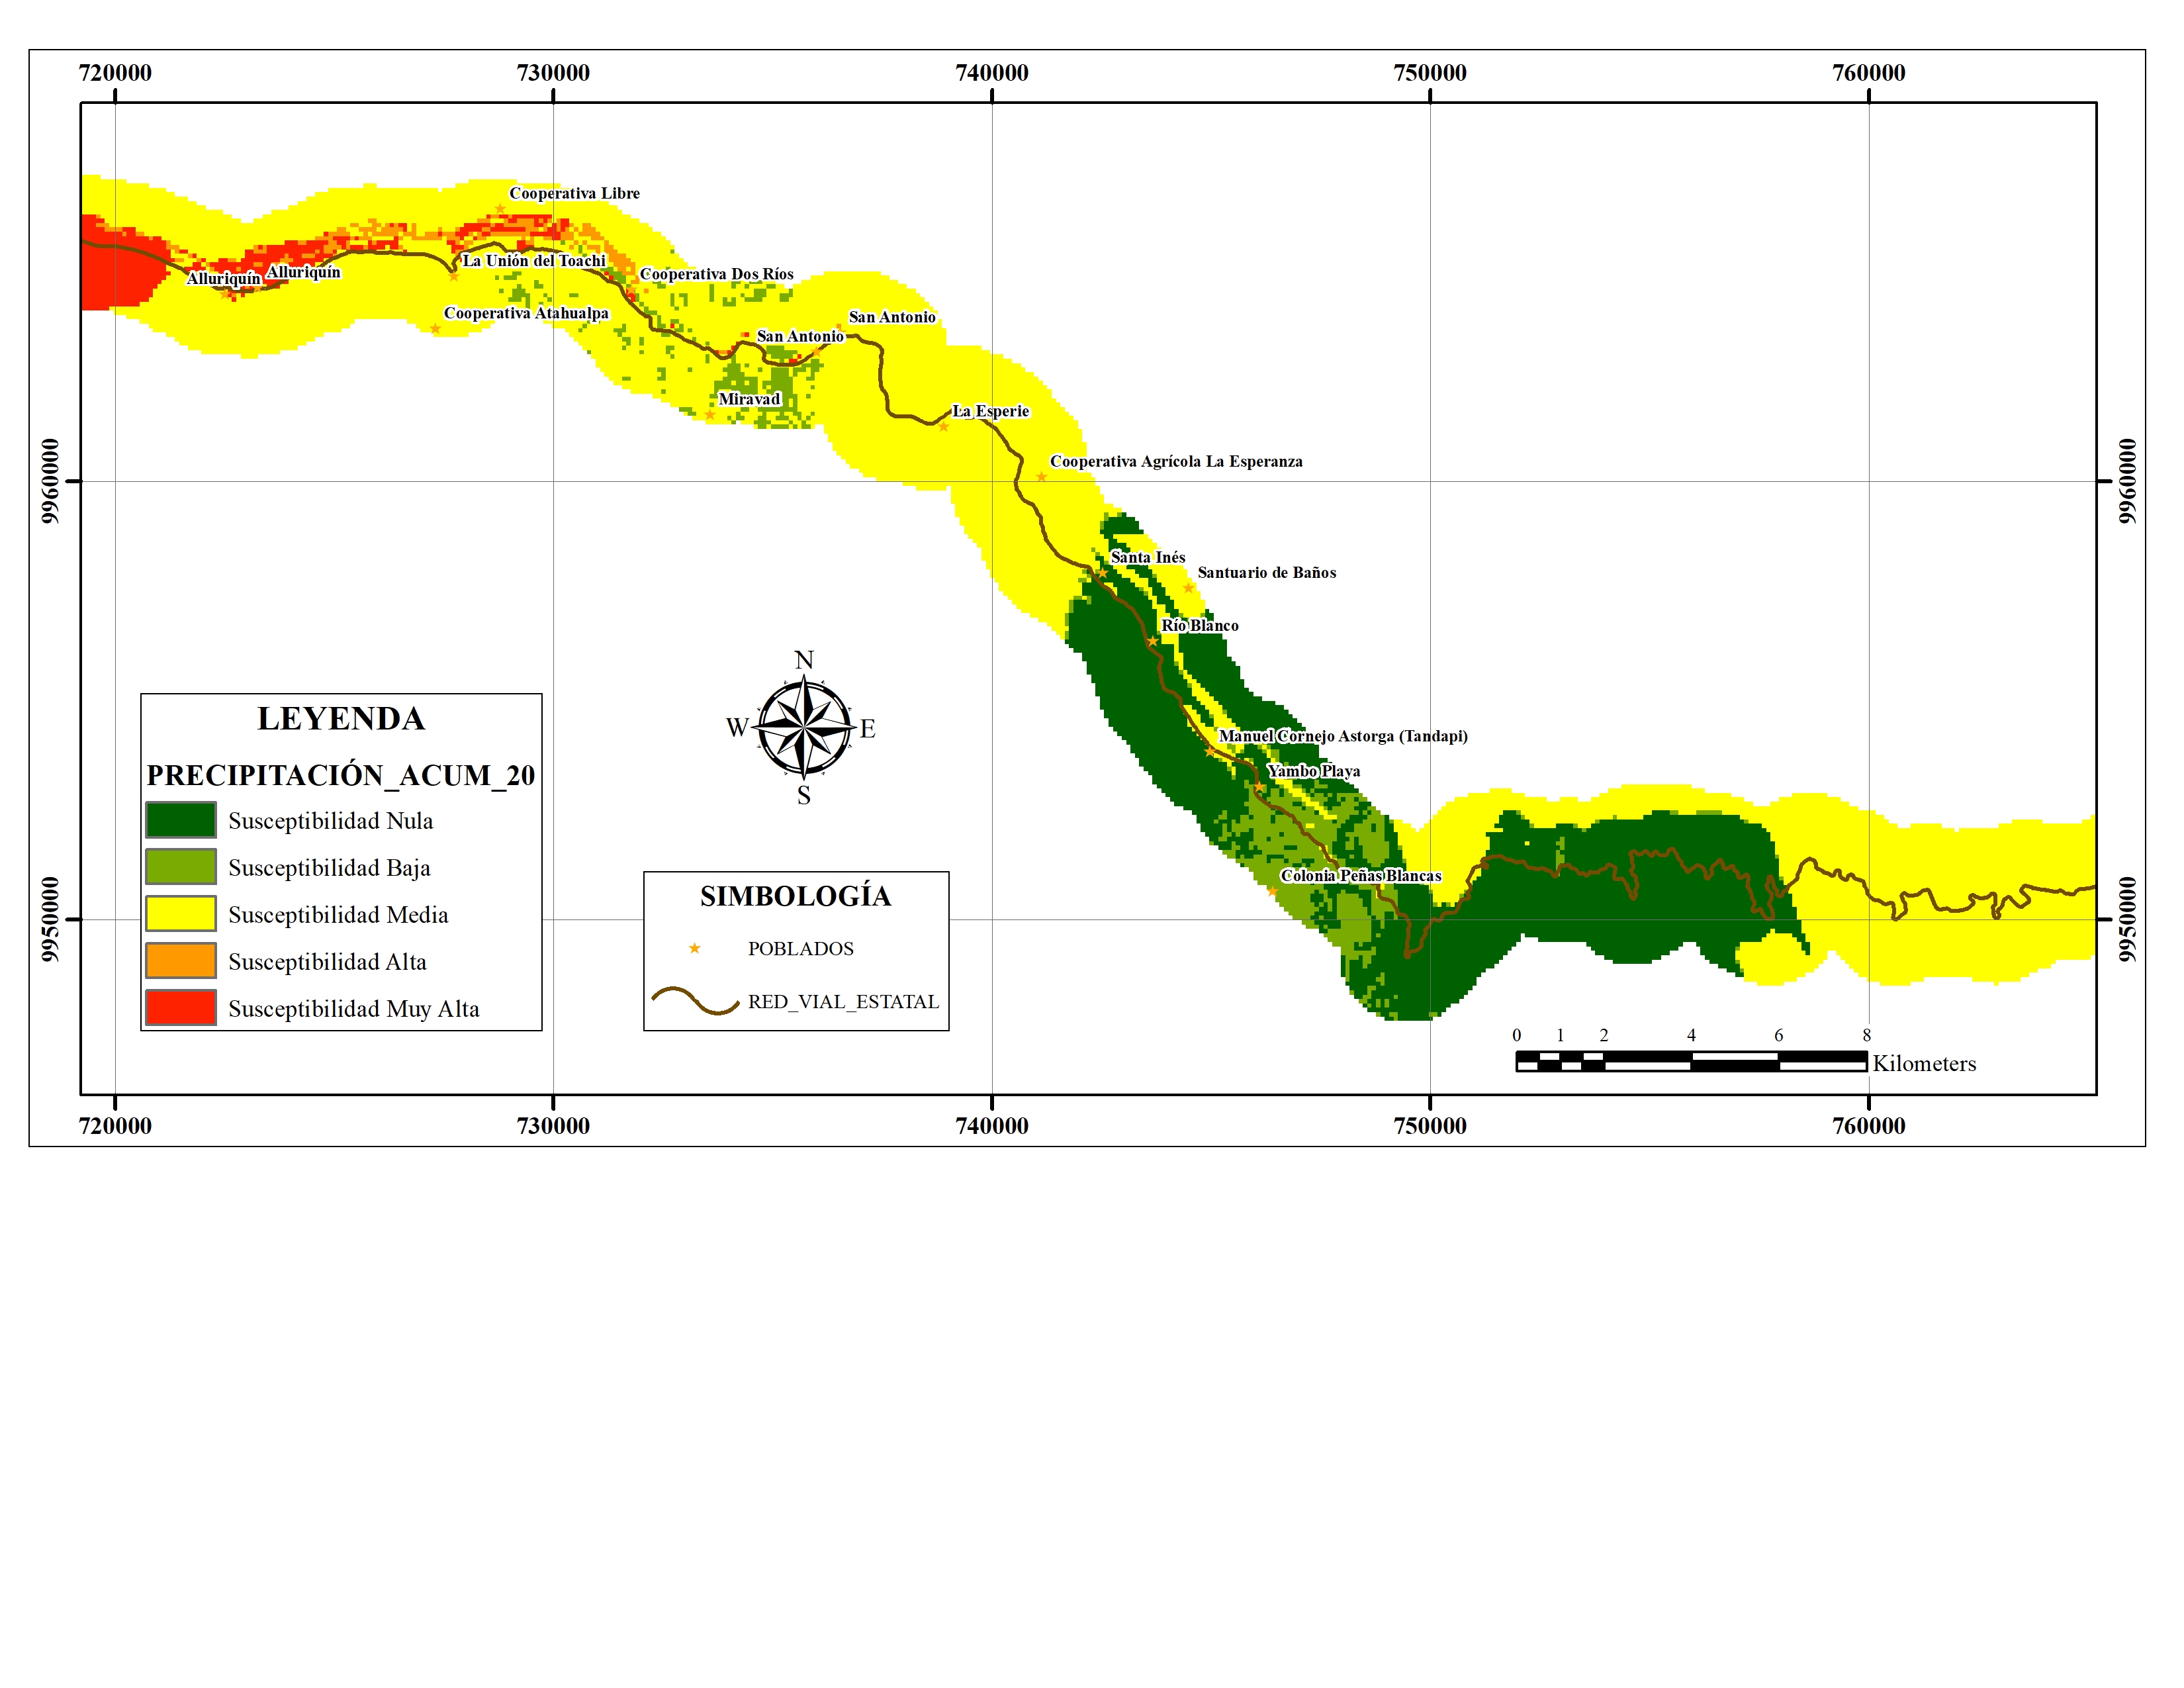 720000 730000 740000 750000 760000
Cooperativa Libre
La Unión del Toachi
Alluriquín Alluriquín
Cooperativa Dos Ríos
Cooperativa Atahualpa
San Antonio
San Antonio
Miravad
La Esperie
Cooperativa Agrícola La Esperanza
9960000 9960000
Santa Inés
Santuario de Baños
Río Blanco
Manuel Cornejo Astorga (Tandapi)
Yambo Playa
Colonia Peñas Blancas
9950000 9950000
N
W E
S
LEYENDA
PRECIPITACIÓN_ACUM_20
Susceptibilidad Nula
Susceptibilidad Baja
Susceptibilidad Media
Susceptibilidad Alta
Susceptibilidad Muy Alta
SIMBOLOGÍA
POBLADOS
RED_VIAL_ESTATAL
0 1 2 4 6 8
Kilometers
720000 730000 740000 750000 760000